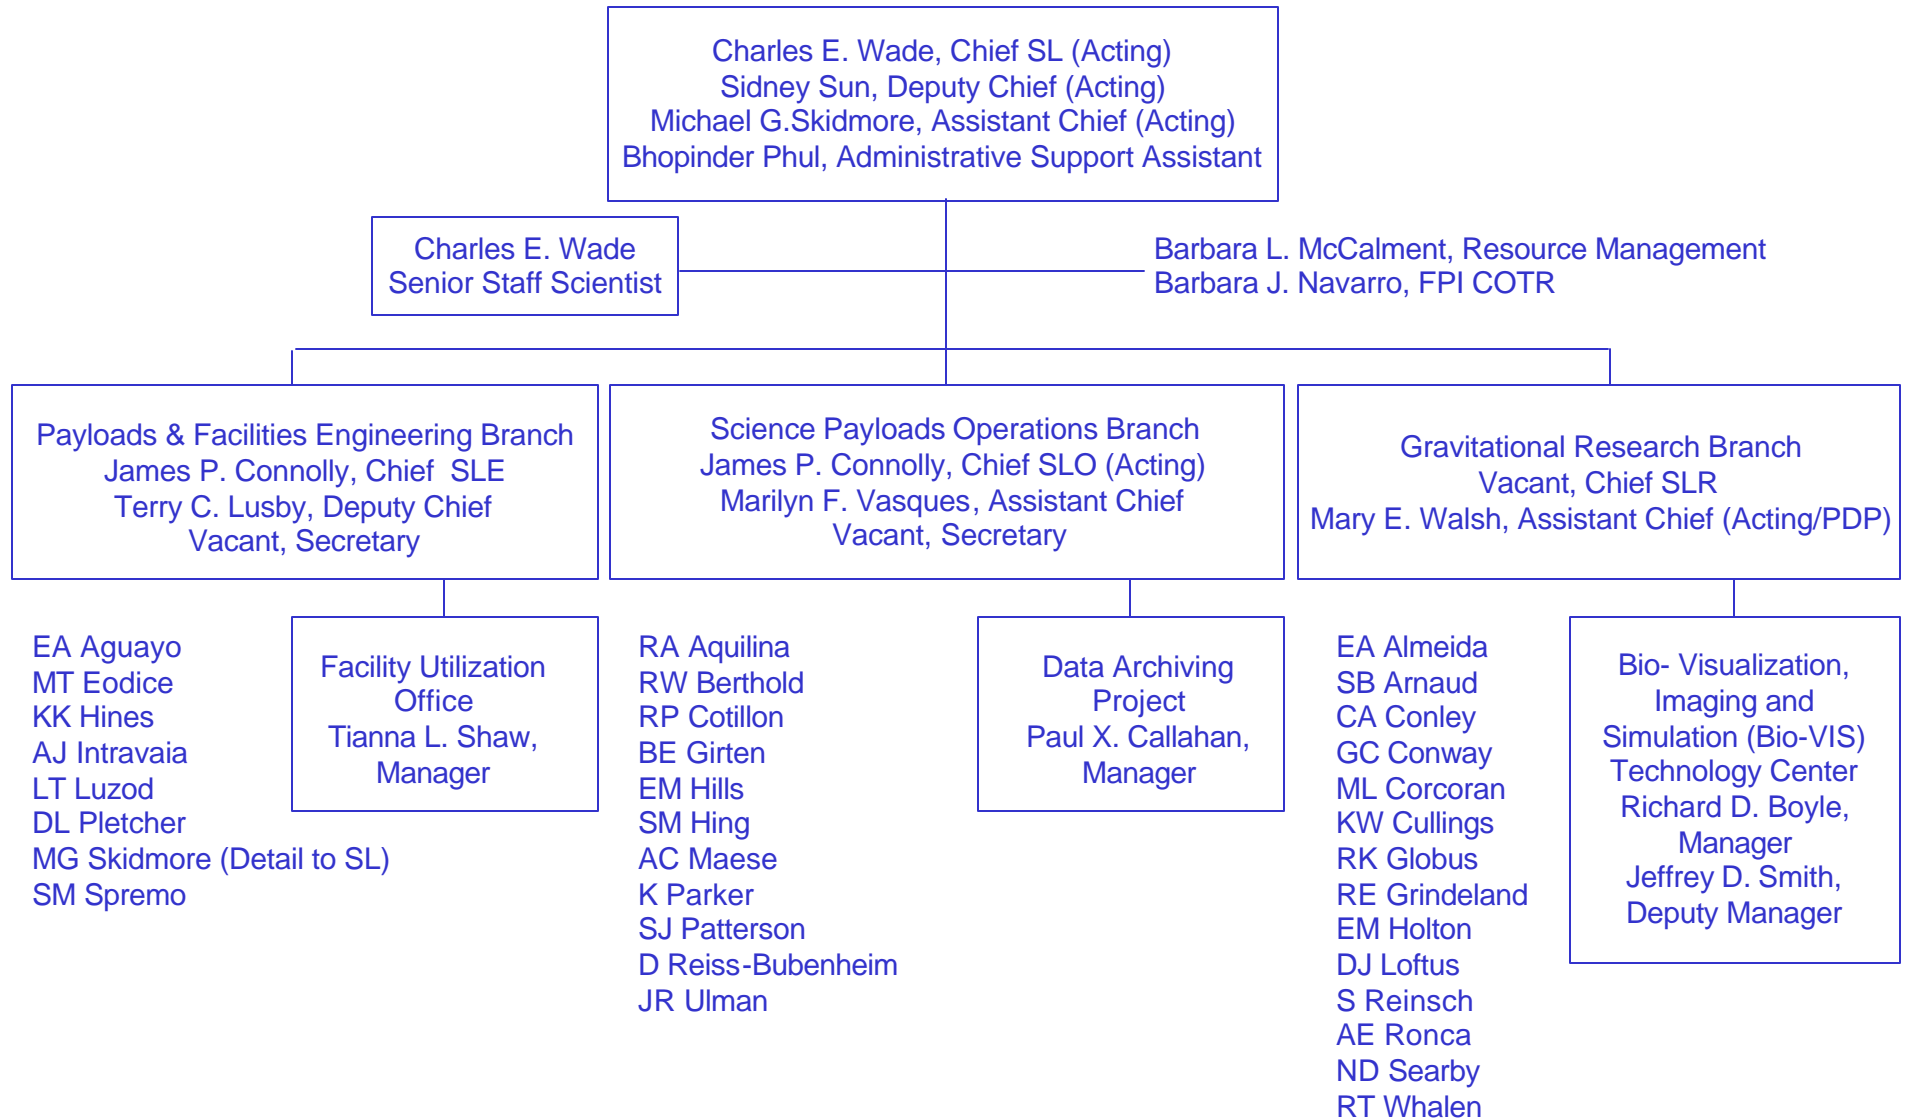 Charles E. Wade, Chief SL (Acting)
Sidney Sun, Deputy Chief (Acting)
Michael G.Skidmore, Assistant Chief (Acting)
Bhopinder Phul, Administrative Support Assistant
Charles E. Wade
Senior Staff Scientist
Barbara L. McCalment, Resource Management
Barbara J. Navarro, FPI COTR
Payloads & Facilities Engineering Branch
James P. Connolly, Chief  SLE
Terry C. Lusby, Deputy Chief
Vacant, Secretary
Science Payloads Operations Branch
James P. Connolly, Chief SLO (Acting)
Marilyn F. Vasques, Assistant Chief
Vacant, Secretary
Gravitational Research Branch
Vacant, Chief SLR
Mary E. Walsh, Assistant Chief (Acting/PDP)
EA Aguayo
MT Eodice
KK Hines
AJ Intravaia
LT Luzod
DL Pletcher
MG Skidmore (Detail to SL)
SM Spremo
Facility Utilization
Office
Tianna L. Shaw,
Manager
RA Aquilina
RW Berthold
RP Cotillon
BE Girten
EM Hills
SM Hing
AC Maese
K Parker
SJ Patterson
D Reiss-Bubenheim
JR Ulman
Data Archiving
Project
Paul X. Callahan,
Manager
EA Almeida
SB Arnaud
CA Conley
GC Conway
ML Corcoran
KW Cullings
RK Globus
RE Grindeland
EM Holton
DJ Loftus
S Reinsch
AE Ronca
ND Searby
RT Whalen
Bio- Visualization,
Imaging and
Simulation (Bio-VIS)
Technology Center
Richard D. Boyle,
Manager
Jeffrey D. Smith,
Deputy Manager